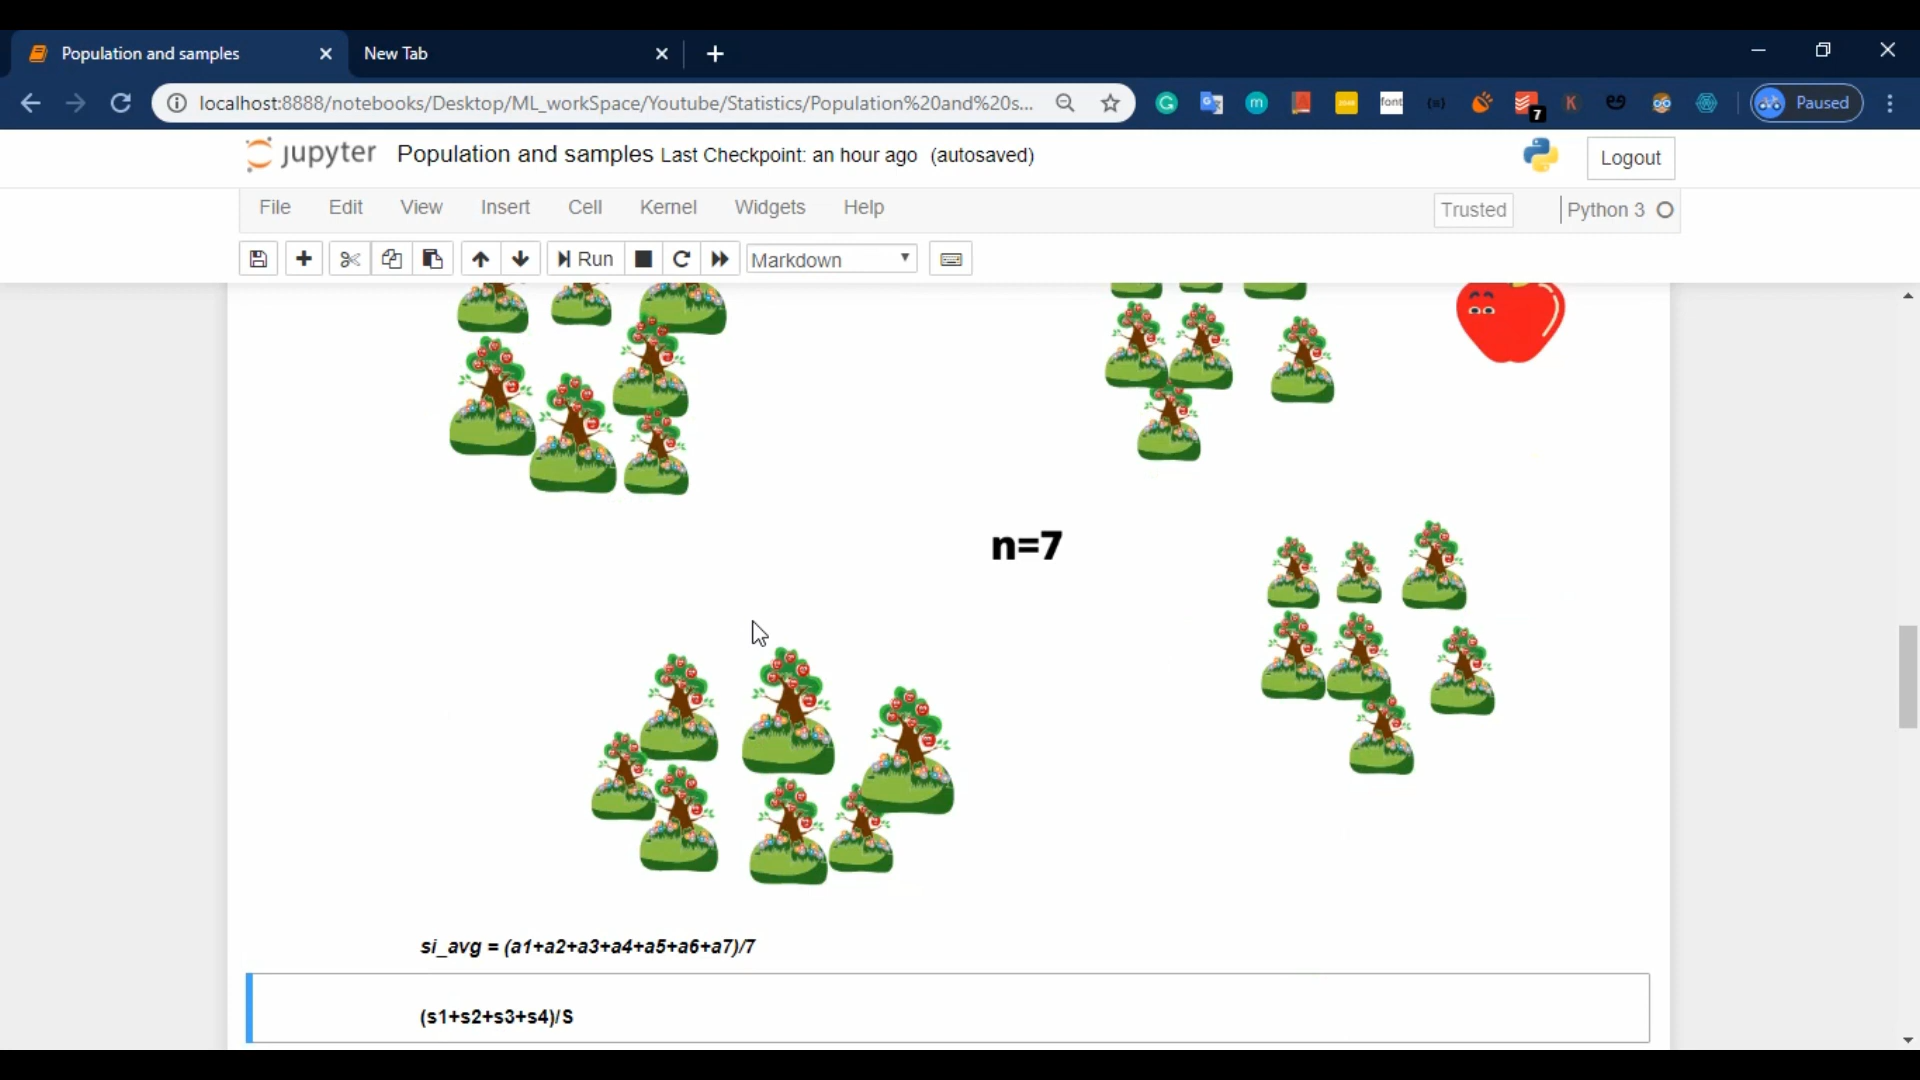 Population and samples
New Tab
localhost:8888/notebooks/Desktop/ML_workSpace/Youtube/Statistics/Population%20and%20s...
font
7
K
Paused
jupyter Population and samples Last Checkpoint: an hour ago (autosaved)
Logout
File Edit View Insert Cell Kernel Widgets Help
Trusted
Python 3
Run
Markdown
n=7
si_avg = (a1+a2+a3+a4+a5+a6+a7)/7
(s1+s2+s3+s4)/S